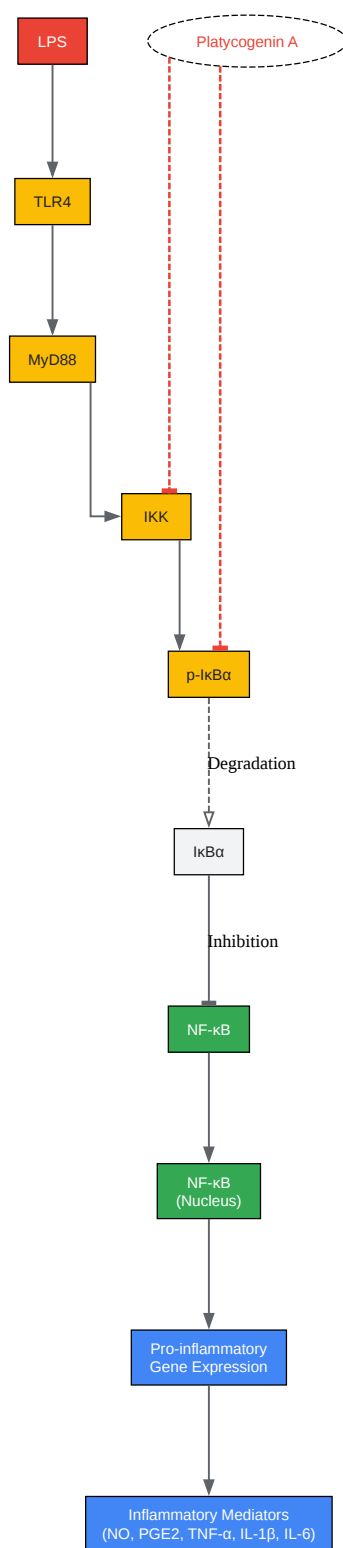 LPS
Platycogenin A
TLR4
MyD88
IKK
p-IκBα
Degradation
IκBα
Inhibition
NF-κB
NF-κB
(Nucleus)
Pro-inflammatory
Gene Expression
Inflammatory Mediators
(NO, PGE2, TNF-α, IL-1β, IL-6)